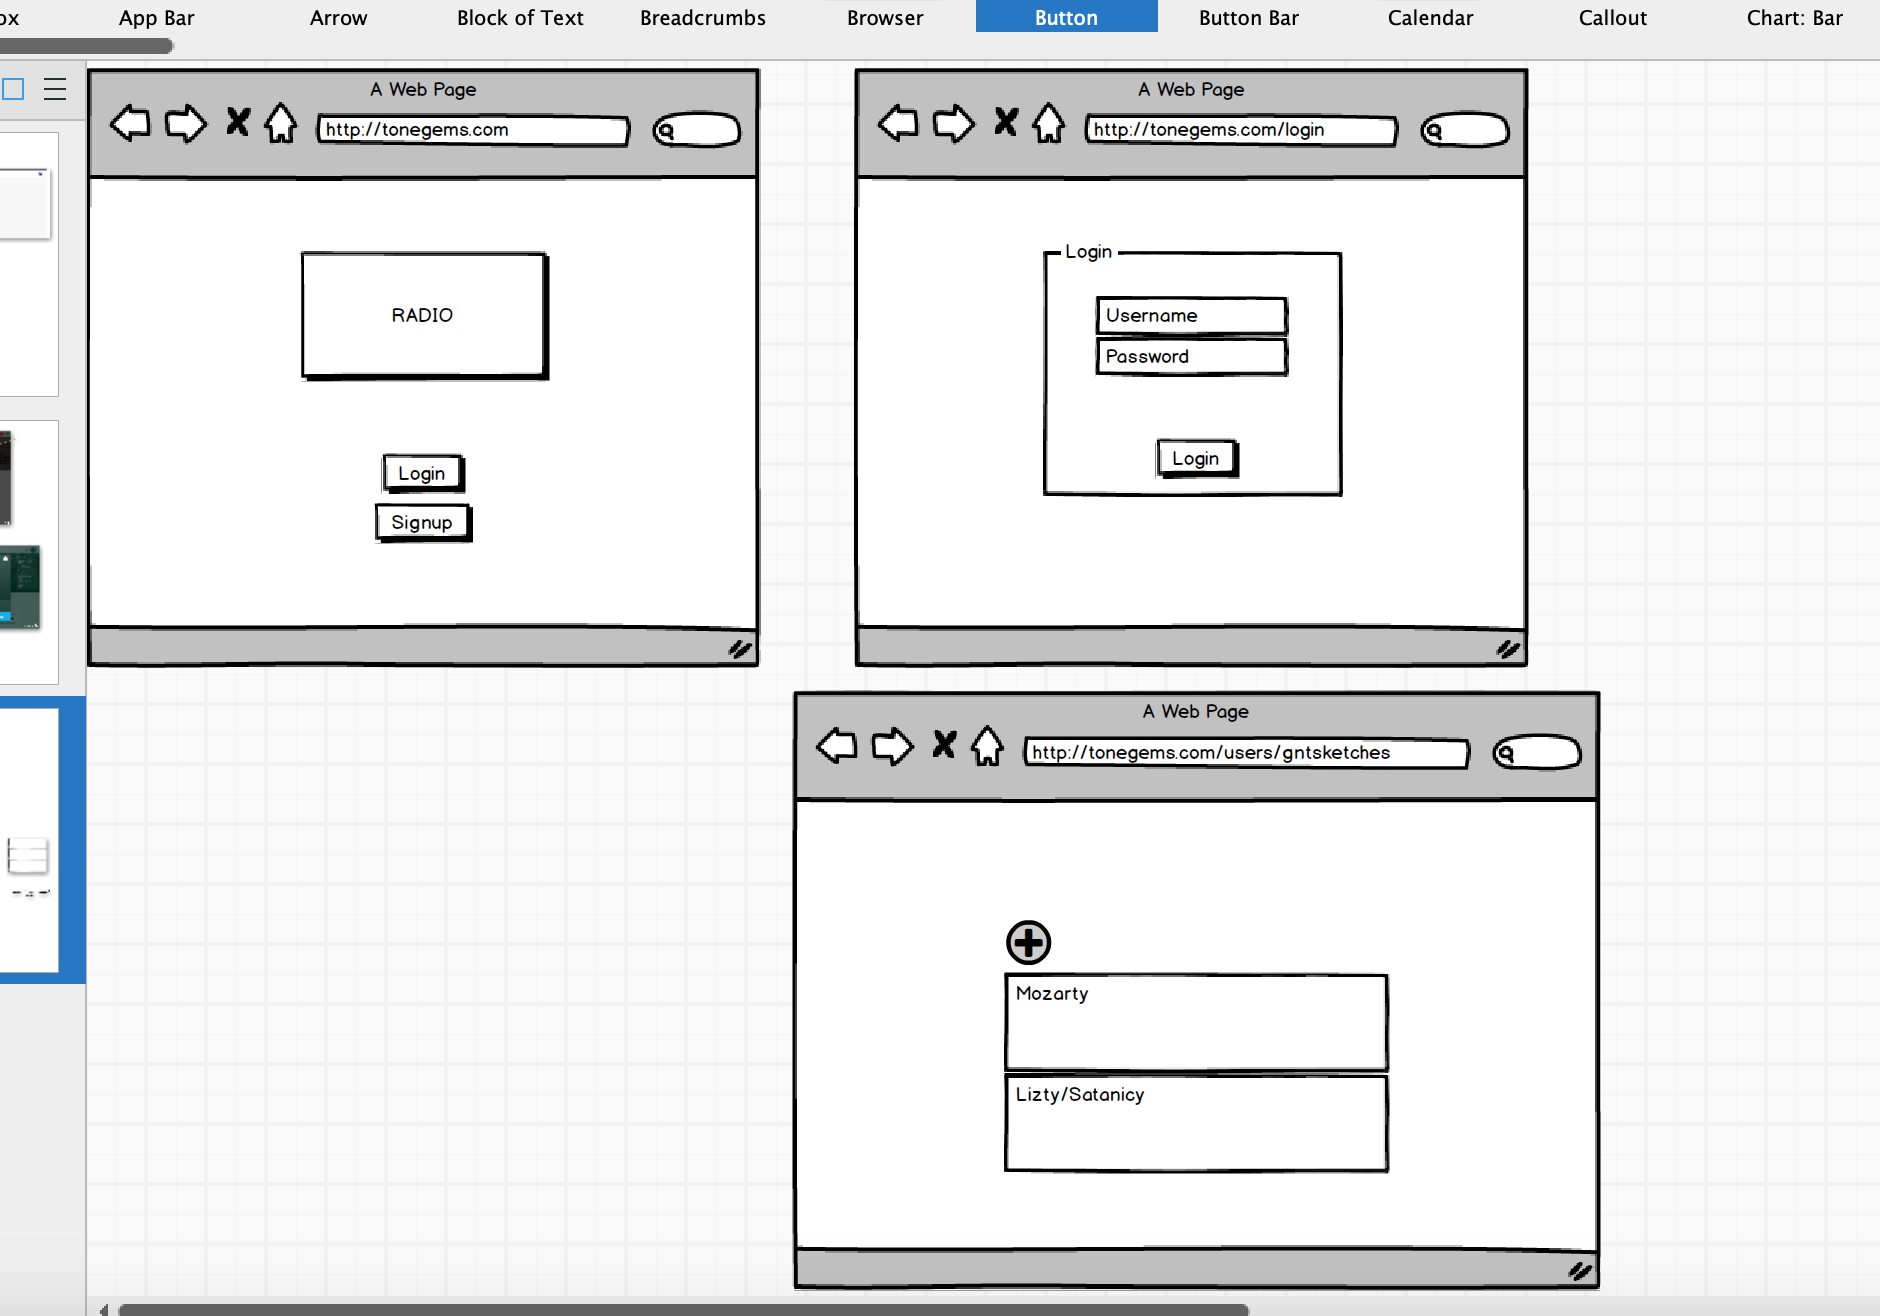 App Bar Arrow Block of Text Breadcrumbs Browser Button Button Bar Calendar Callout Chart: Bar
A Web Page
http://tonegems.com
RADIO
Login
Signup
A Web Page
http://tonegems.com/login
Login
Username
Password
Login
A Web Page
http://tonegems.com/users/gntsketches
Mozarty
Lizty/Satanicy